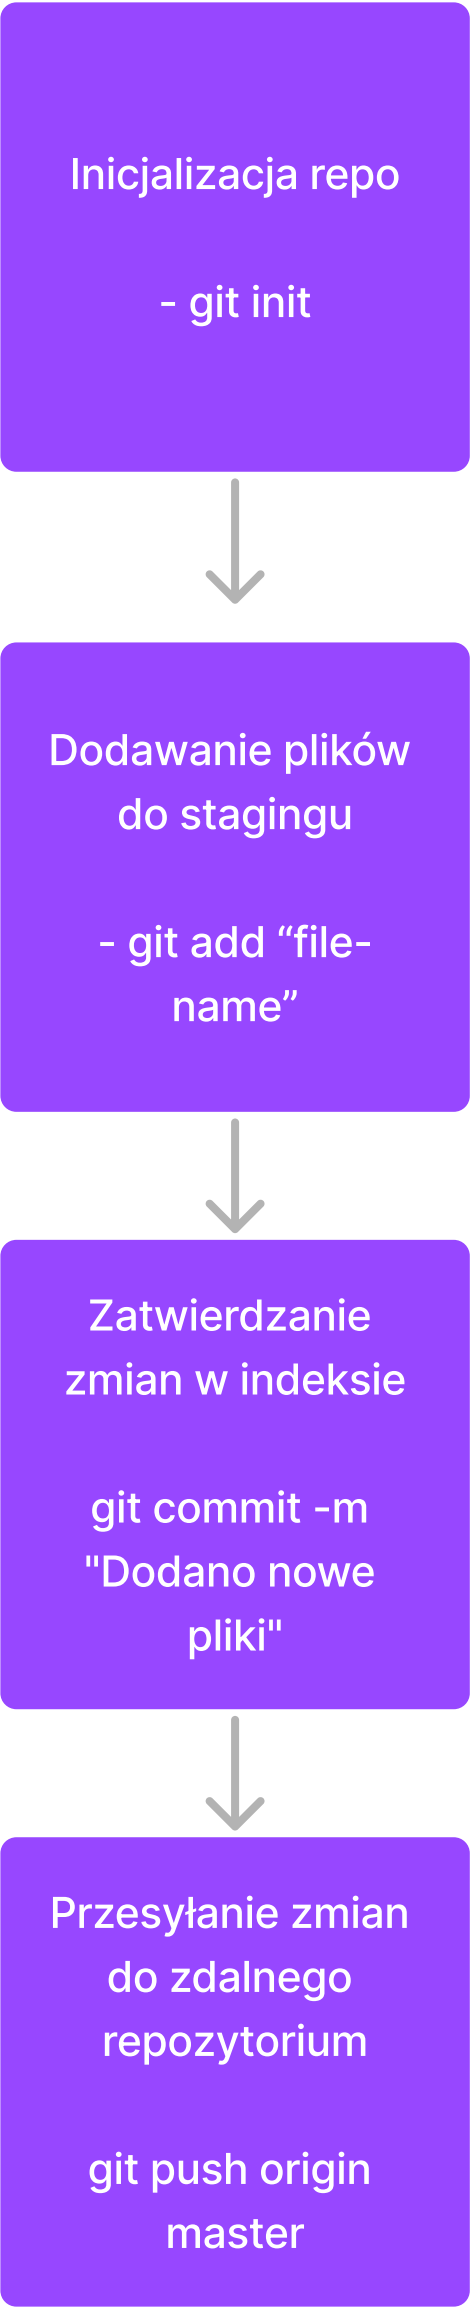 Inicjalizacja repo
- git init
Dodawanie plików
do stagingu
- git add “file-
name”
Zatwierdzanie
zmian w indeksie
git commit -m
"Dodano nowe
pliki"
Przesyłanie zmian
do zdalnego
repozytorium
git push origin
master